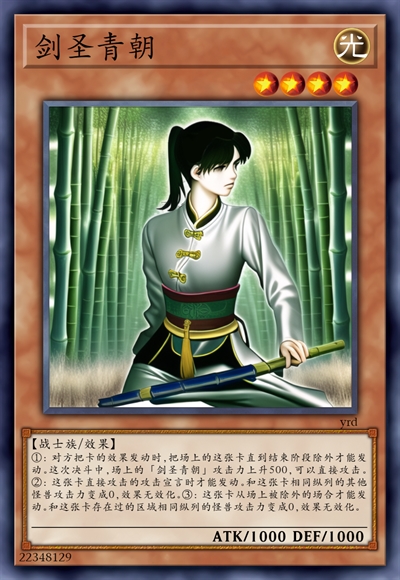 剑圣青朝
光
yrd
【战士族/效果】
①：对方把卡的效果发动时,把场上的这张卡直到结束阶段除外才能发
动。这次决斗中,场上的「剑圣青朝」攻击力上升500,可以直接攻击。
②：这张卡直接攻击的攻击宣言时才能发动。和这张卡相同纵列的其他
怪兽攻击力变成0,效果无效化。③：这张卡从场上被除外的场合才能发
动。和这张卡存在过的区域相同纵列的怪兽攻击力变成0,效果无效化。
ATK/1000 DEF/1000
22348129